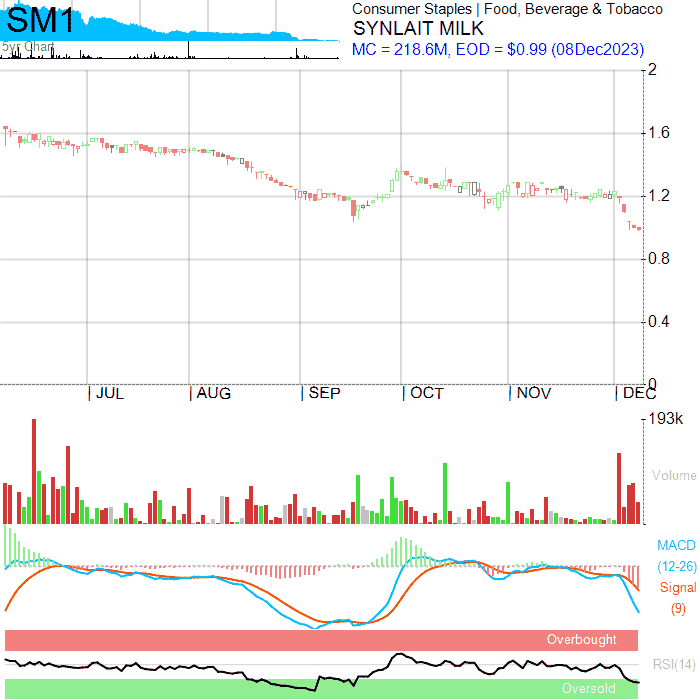 SM1
5yr Chart
Consumer Staples | Food, Beverage & Tobacco
SYNLAIT MILK
MC = 218.6M, EOD = $0.99 (08Dec2023)
2
1.6
1.2
0.8
0.4
0
JUL AUG SEP OCT NOV DEC
193k
Volume
MACD
(12-26)
Signal
(9)
Overbought
RSI(14)
Oversold